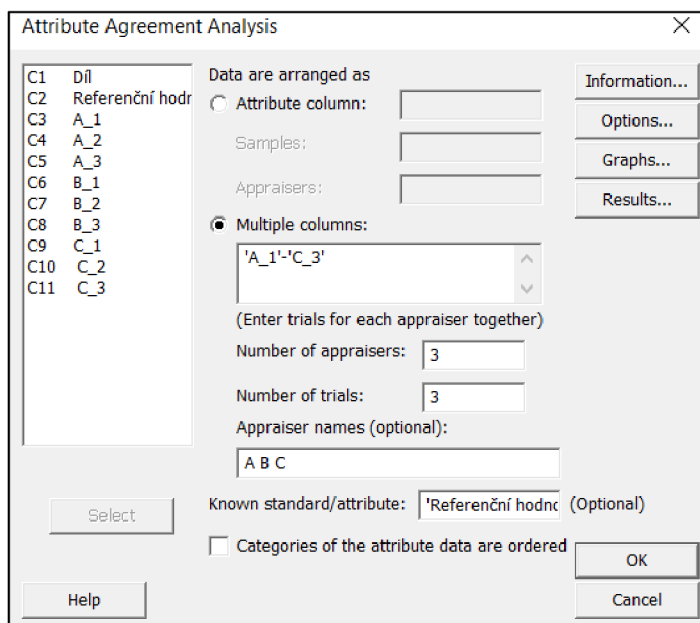 Attribute Agreement Analysis
C1 Díl
C2 Referenční hodr
C3 A_1
C4 A_2
C5 A_3
C6 B_1
C7 B_2
C8 B_3
C9 C_1
C10 C_2
C11 C_3
Select
Help
Data are arranged as
Attribute column:
Samples:
Appraisers:
Multiple columns:
'A_1'-'C_3'
(Enter trials for each appraiser together)
Number of appraisers: 3
Number of trials: 3
Appraiser names (optional):
A B C
Known standard/attribute: 'Referenční hodnc (Optional)
Categories of the attribute data are ordered
Information...
Options...
Graphs...
Results...
OK
Cancel